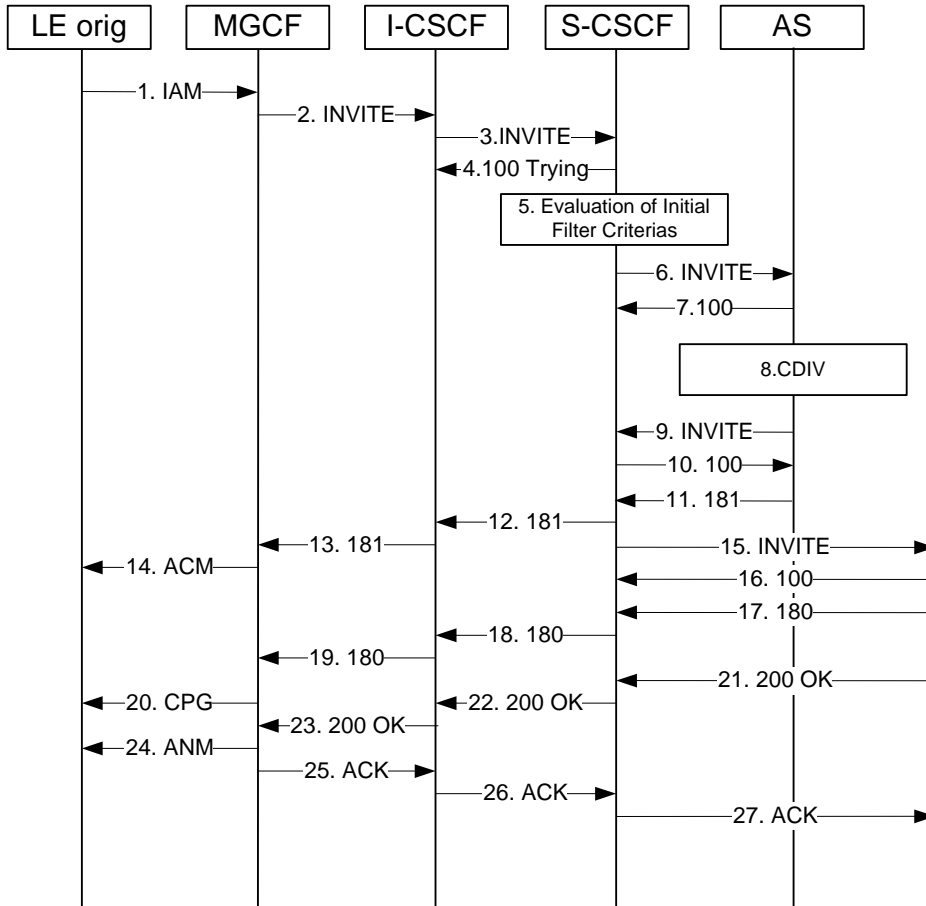 LE orig
MGCF
I-CSCF
S-CSCF
AS
1. IAM
2. INVITE
3.INVITE
4.100 Trying
5. Evaluation of Initial
Filter Criterias
6. INVITE
7.100
8.CDIV
9. INVITE
10. 100
11. 181
12. 181
13. 181
15. INVITE
14. ACM
16. 100
17. 180
18. 180
19. 180
21. 200 OK
20. CPG
22. 200 OK
23. 200 OK
24. ANM
25. ACK
26. ACK
27. ACK